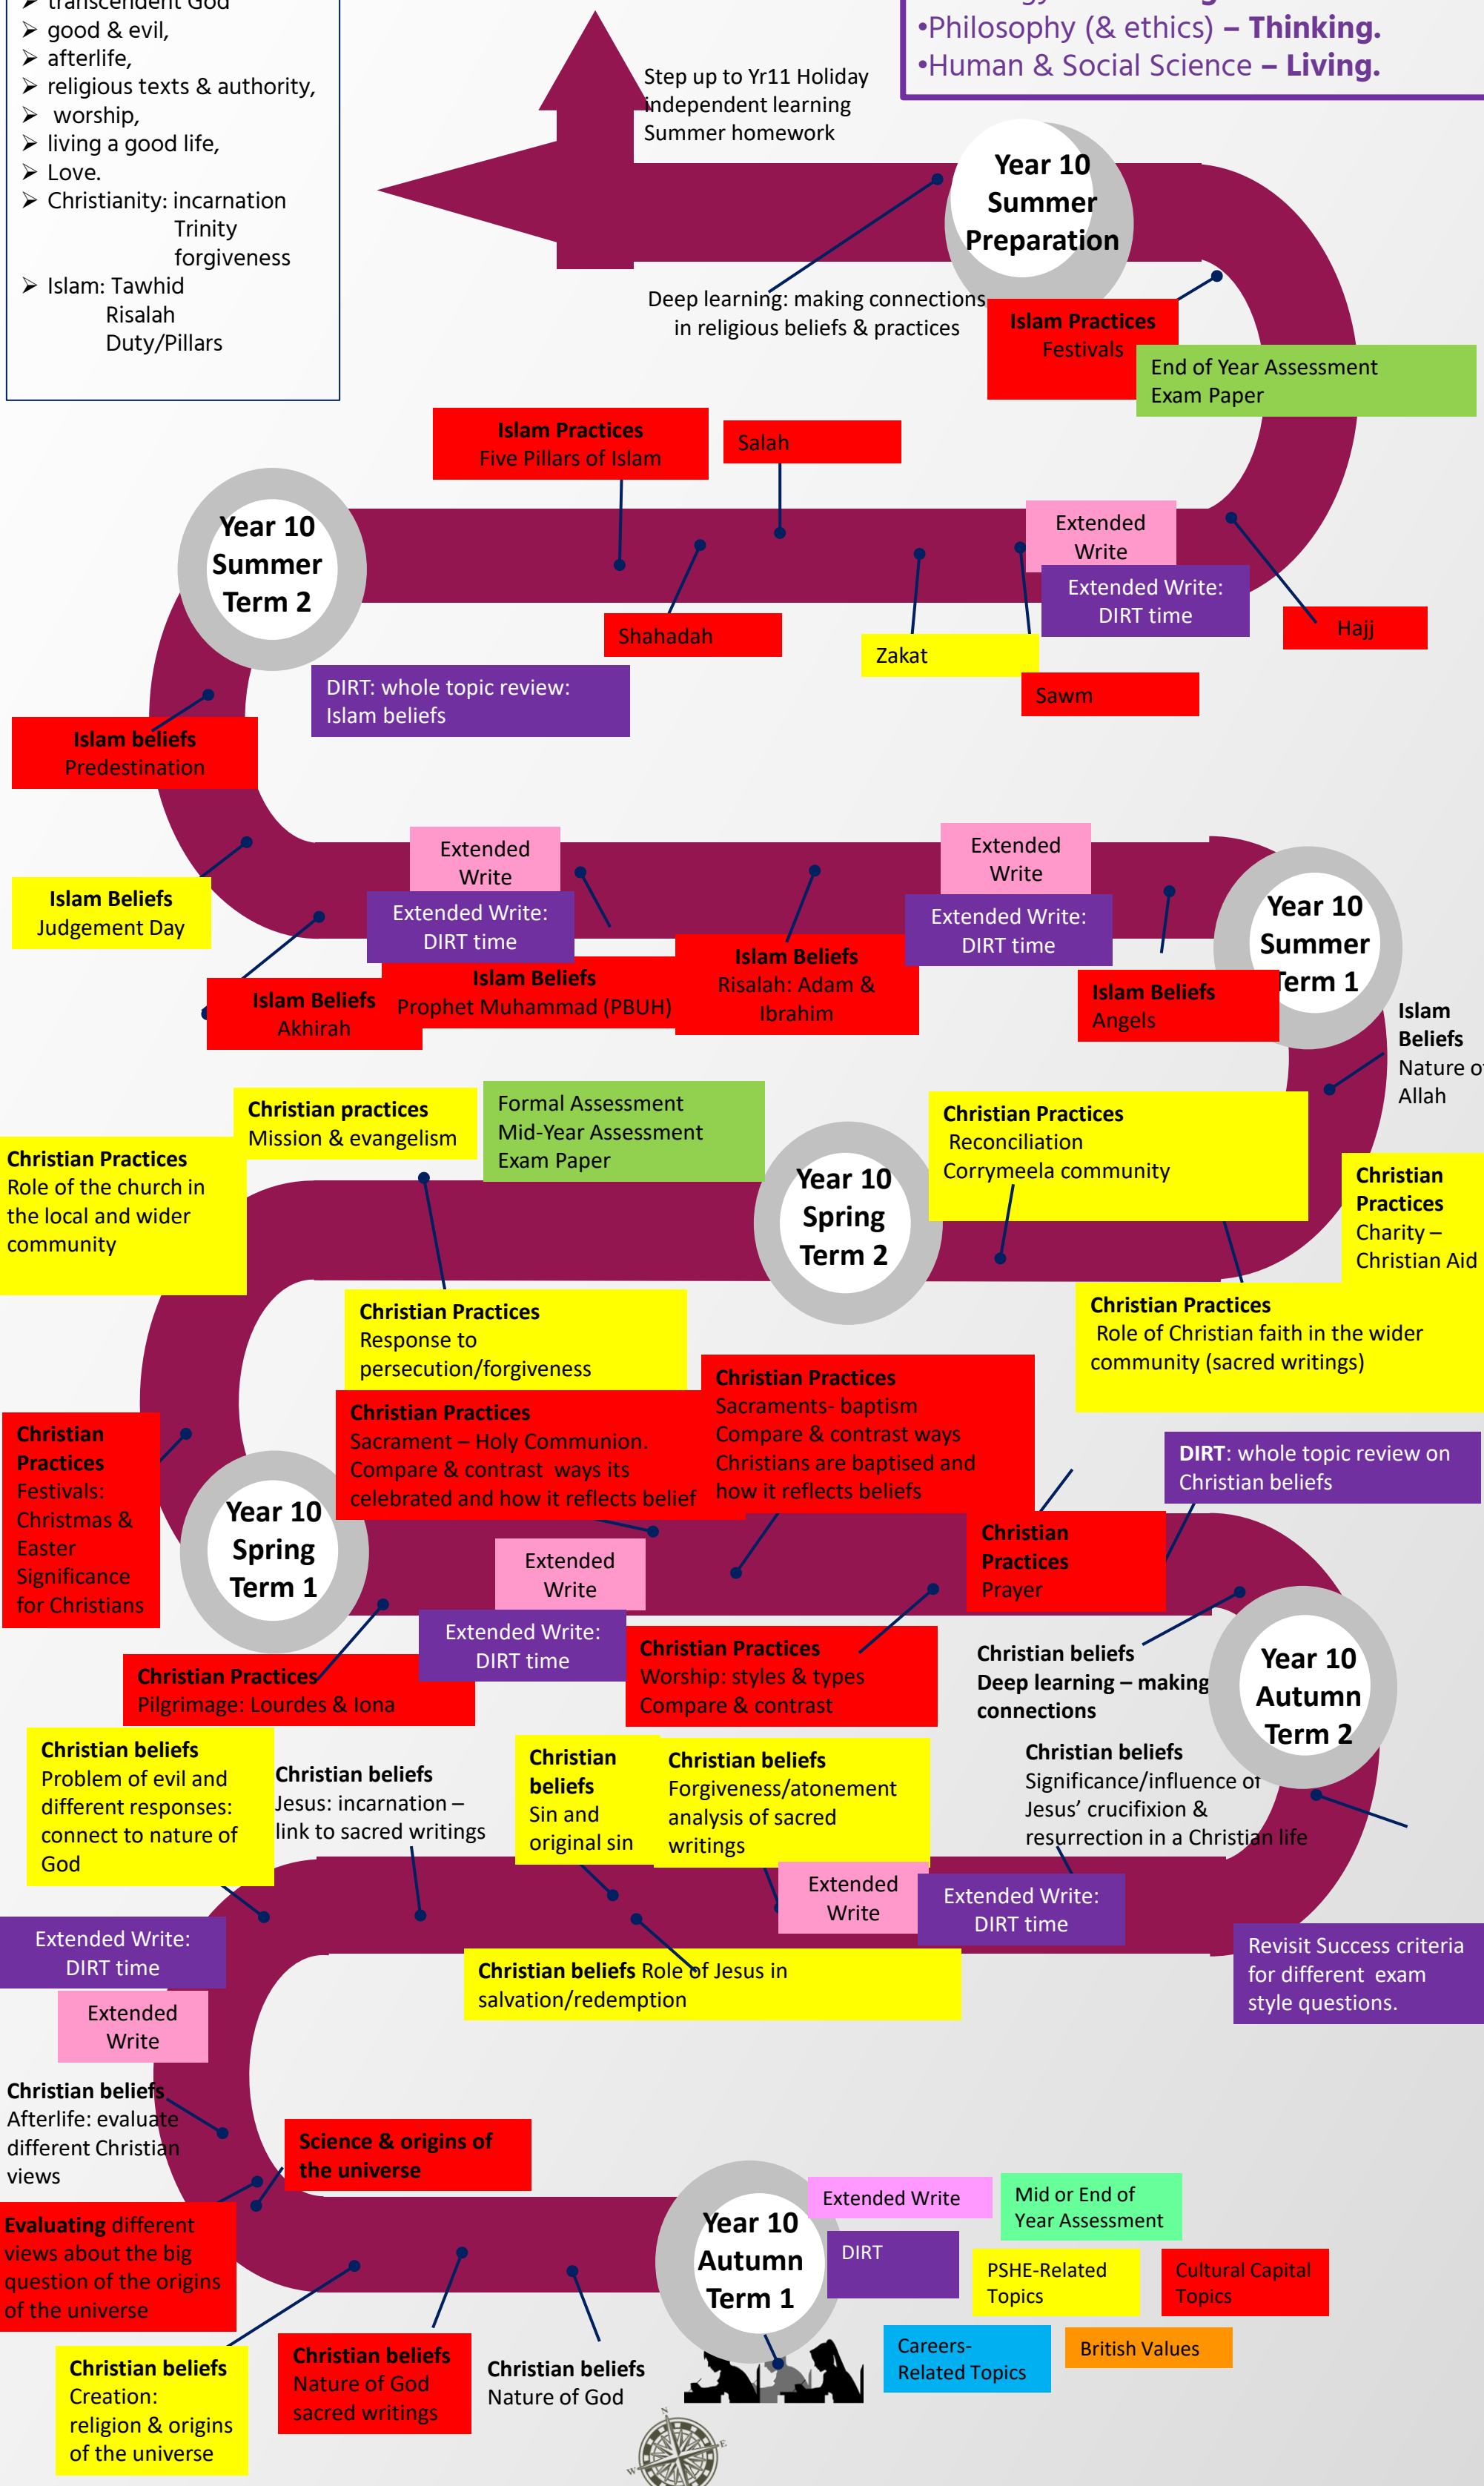 transcendent God
➢ good & evil,
➢ afterlife,
➢ religious texts & authority,
➢ worship,
➢ living a good life,
➢ Love.
➢ Christianity: incarnation
Trinity
forgiveness
➢ Islam: Tawhid
Risalah
Duty/Pillars
•Philosophy (& ethics) – Thinking.
•Human & Social Science – Living.
Step up to Yr11 Holiday
independent learning
Summer homework
Year 10
Summer
Preparation
Deep learning: making connections
in religious beliefs & practices
Islam Practices
Festivals
End of Year Assessment
Exam Paper
Islam Practices
Five Pillars of Islam
Salah
Year 10
Summer
Term 2
Extended
Write
Extended Write:
DIRT time
Shahadah
Zakat
Sawm
Hajj
DIRT: whole topic review:
Islam beliefs
Islam beliefs
Predestination
Islam Beliefs
Judgement Day
Extended
Write
Extended Write:
DIRT time
Extended
Write
Extended Write:
DIRT time
Year 10
Summer
Term 1
Islam Beliefs
Akhirah
Islam Beliefs
Prophet Muhammad (PBUH)
Islam Beliefs
Risalah: Adam &
Ibrahim
Islam Beliefs
Angels
Islam
Beliefs
Nature of
Allah
Christian practices
Mission & evangelism
Formal Assessment
Mid-Year Assessment
Exam Paper
Christian Practices
Reconciliation
Corrymeela community
Christian Practices
Role of the church in
the local and wider
community
Year 10
Spring
Term 2
Christian
Practices
Charity –
Christian Aid
Christian Practices
Response to
persecution/forgiveness
Christian Practices
Role of Christian faith in the wider
community (sacred writings)
Christian Practices
Sacrament – Holy Communion.
Compare & contrast ways its
celebrated and how it reflects belief
Christian Practices
Sacraments- baptism
Compare & contrast ways
Christians are baptised and
how it reflects beliefs
DIRT: whole topic review on
Christian beliefs
Christian
Practices
Festivals:
Christmas &
Easter
Significance
for Christians
Year 10
Spring
Term 1
Extended
Write
Extended Write:
DIRT time
Christian
Practices
Prayer
Christian Practices
Pilgrimage: Lourdes & Iona
Christian Practices
Worship: styles & types
Compare & contrast
Christian beliefs
Deep learning – making
connections
Year 10
Autumn
Term 2
Christian beliefs
Problem of evil and
different responses:
connect to nature of
God
Christian beliefs
Jesus: incarnation –
link to sacred writings
Christian
beliefs
Sin and
original sin
Christian beliefs
Forgiveness/atonement
analysis of sacred
writings
Christian beliefs
Significance/influence of
Jesus’ crucifixion &
resurrection in a Christian life
Extended
Write
Extended Write:
DIRT time
Extended Write:
DIRT time
Extended
Write
Christian beliefs Role of Jesus in
salvation/redemption
Revisit Success criteria
for different exam
style questions.
Christian beliefs
Afterlife: evaluate
different Christian
views
Science & origins of
the universe
Evaluating different
views about the big
question of the origins
of the universe
Christian beliefs
Creation:
religion & origins
of the universe
Christian beliefs
Nature of God
sacred writings
Christian beliefs
Nature of God
Year 10
Autumn
Term 1
Extended Write
Mid or End of
Year Assessment
DIRT
PSHE-Related
Topics
Cultural Capital
Topics
Careers-
Related Topics
British Values
N
E
W